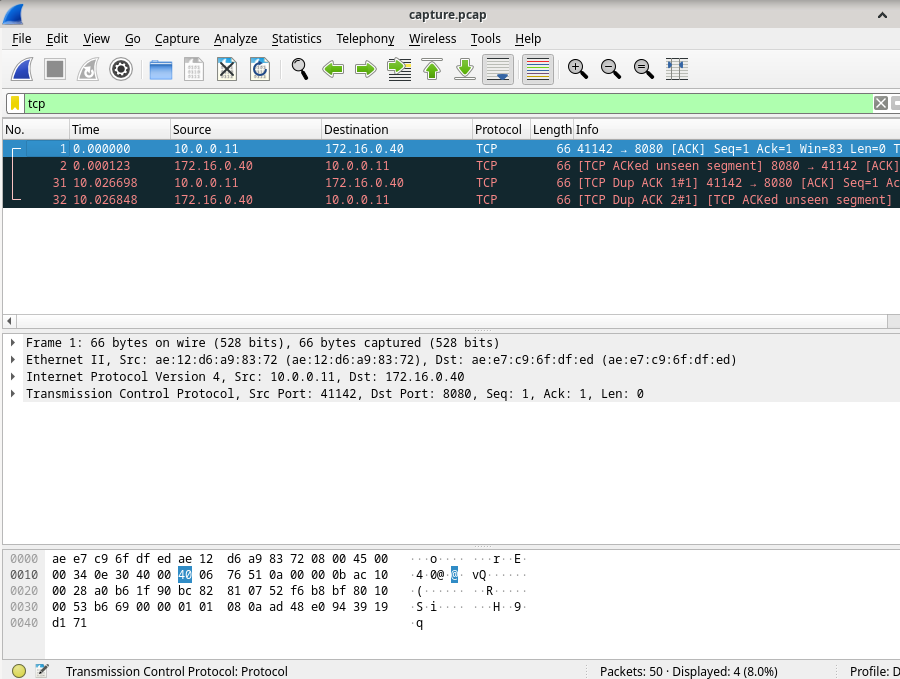 capture.pcap
File Edit View Go Capture Analyze Statistics Telephony Wireless Tools Help
tcp
No. Time Source Destination Protocol Length Info
1 0.000000 10.0.0.11 172.16.0.40 TCP 66 41142 → 8080 [ACK] Seq=1 Ack=1 Win=83 Len=0 T
2 0.000123 172.16.0.40 10.0.0.11 TCP 66 [TCP ACKed unseen segment] 8080 → 41142 [ACK]
31 10.026698 10.0.0.11 172.16.0.40 TCP 66 [TCP Dup ACK 1#1] 41142 → 8080 [ACK] Seq=1 Ac
32 10.026848 172.16.0.40 10.0.0.11 TCP 66 [TCP Dup ACK 2#1] [TCP ACKed unseen segment]
Frame 1: 66 bytes on wire (528 bits), 66 bytes captured (528 bits)
Ethernet II, Src: ae:12:d6:a9:83:72 (ae:12:d6:a9:83:72), Dst: ae:e7:c9:6f:df:ed (ae:e7:c9:6f:df:ed)
Internet Protocol Version 4, Src: 10.0.0.11, Dst: 172.16.0.40
Transmission Control Protocol, Src Port: 41142, Dst Port: 8080, Seq: 1, Ack: 1, Len: 0
0000 ae e7 c9 6f df ed ae 12 d6 a9 83 72 08 00 45 00 ···o···· ···r··E·
0010 00 34 0e 30 40 00 40 06 76 51 0a 00 00 0b ac 10 ·4·0@·@· vQ······
0020 00 28 a0 b6 1f 90 bc 82 81 07 52 f6 b8 bf 80 10 ·(······ ··R·····
0030 00 53 b6 69 00 00 01 01 08 0a ad 48 e0 94 39 19 ·S·i···· ···H··9·
0040 d1 71 ·q
Transmission Control Protocol: Protocol Packets: 50 · Displayed: 4 (8.0%) Profile: D